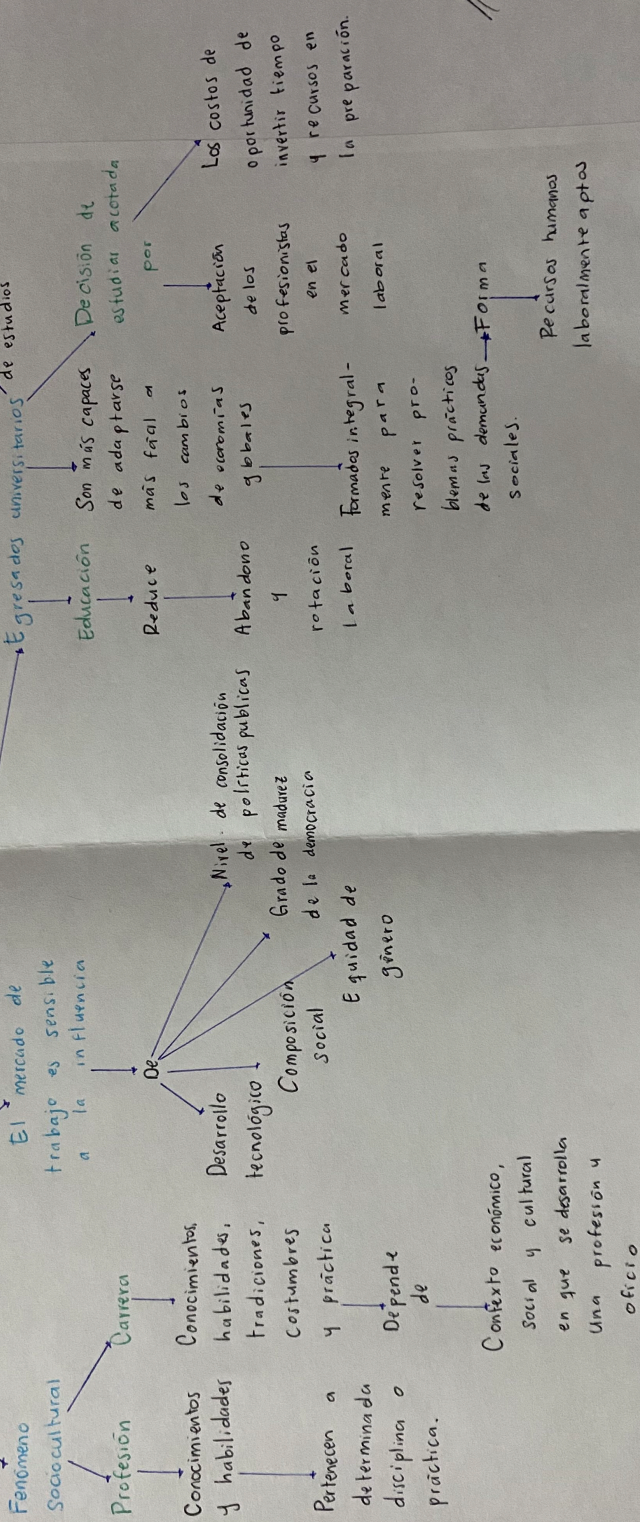 Fenómeno
Sociocultural
Profesión
Conocimientos
y habilidades
Pertenecen a
determinada
disciplina o
práctica.
Carrera
Conocimientos,
habilidades,
tradiciones,
costumbres
y práctica
Depende
de
Contexto económico,
social y cultural
en que se desarrolla
una profesión y
oficio
El mercado de
trabajo es sensible
a la influencia
De
Desarrollo
tecnológico
Composición
social
Equidad de
género
Grado de madurez
de la democracia
Nivel de consolidación
de políticas publicas
Egresados universitarios
Educación
Reduce
Abandono
y
rotación
laboral
Son más capaces
de adaptarse
más fácil a
los cambios
de economías
globales
Formados integral-
mente para
resolver pro-
blemas prácticos
de las demandas
sociales.
Forma
Recursos humanos
laboralmente aptos
de estudios
Decisión de
estudiar acotada
por
Aceptación
de los
profesionistas
en el
mercado
laboral
Los costos de
oportunidad de
invertir tiempo
y recursos en
la preparación.